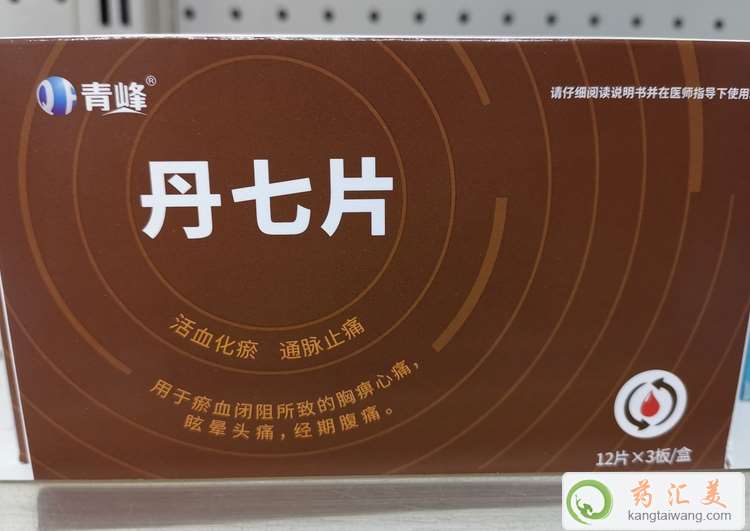 QF 青峰®
请仔细阅读说明书并在医师指导下使用
丹七片
活血化瘀 通脉止痛
用于瘀血闭阻所致的胸痹心痛，
眩晕头痛，经期腹痛。
12片×3板/盒
药汇美
kangtaiwang.com